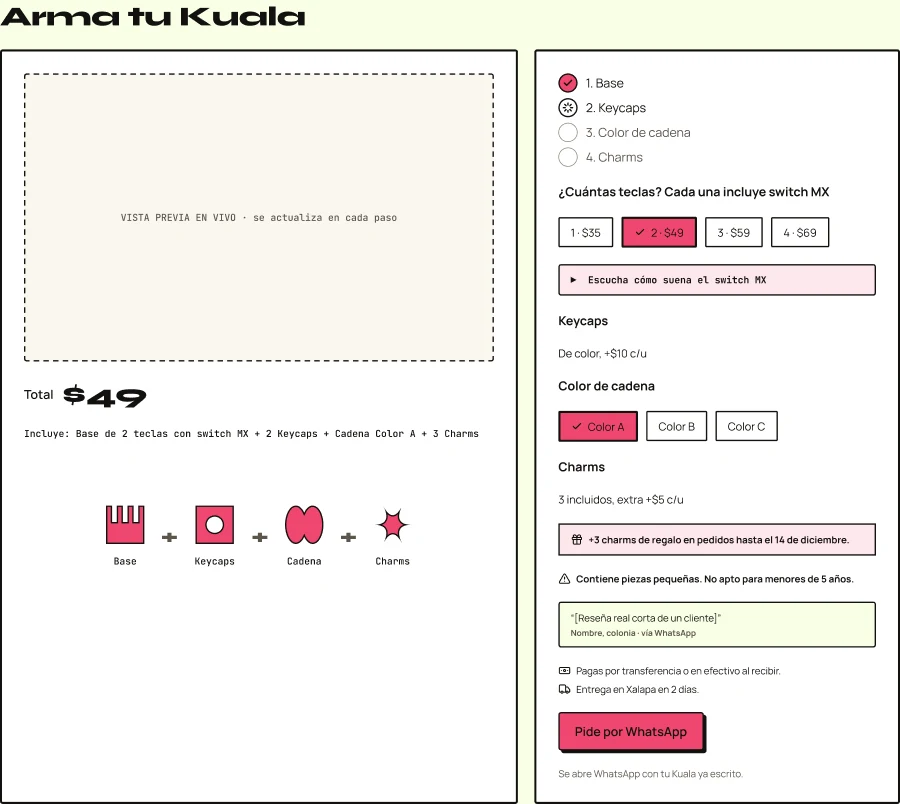 Arma tu Kuala
VISTA PREVIA EN VIVO · se actualiza en cada paso
Total $49
Incluye: Base de 2 teclas con switch MX + 2 Keycaps + Cadena Color A + 3 Charms
Base + Keycaps + Cadena + Charms
1. Base
2. Keycaps
3. Color de cadena
4. Charms
¿Cuántas teclas? Cada una incluye switch MX
1 · $35 2 · $49 3 · $59 4 · $69
Escucha cómo suena el switch MX
Keycaps
De color, +$10 c/u
Color de cadena
Color A Color B Color C
Charms
3 incluidos, extra +$5 c/u
+3 charms de regalo en pedidos hasta el 14 de diciembre.
Contiene piezas pequeñas. No apto para menores de 5 años.
"[Reseña real corta de un cliente]"
Nombre, colonia · vía WhatsApp
Pagas por transferencia o en efectivo al recibir.
Entrega en Xalapa en 2 días.
Pide por WhatsApp
Se abre WhatsApp con tu Kuala ya escrito.